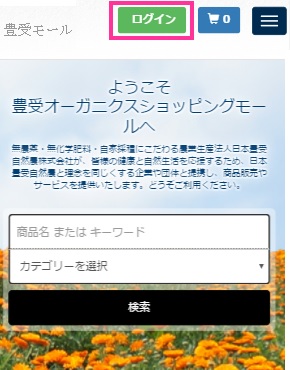 豊受モール
ログイン
0
ようこそ
豊受オーガニクスショッピングモー
ルへ
無農薬・無化学肥料・自家採種にこだわる農業生産法人日本豊受
自然農株式会社が、皆様の健康と自然生活を応援するため、日本
豊受自然農と理念を同じくする企業や団体と提携し、商品販売や
サービスを提供いたします。どうぞご利用ください。
商品名 または キーワード
カテゴリーを選択
検索